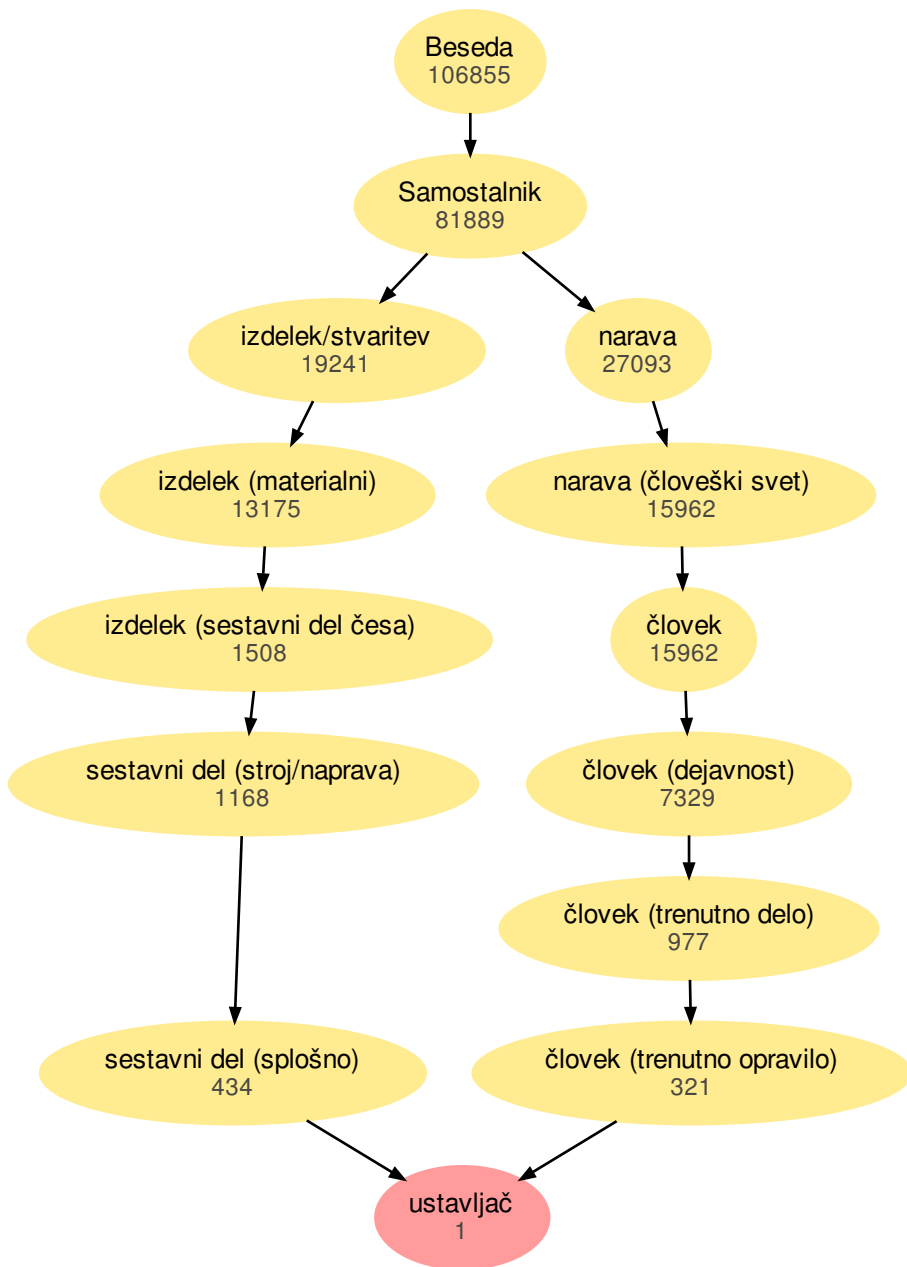 Beseda
106855
Samostalnik
81889
izdelek/stvaritev
19241
narava
27093
izdelek (materialni)
13175
narava (človeški svet)
15962
izdelek (sestavni del česa)
1508
človek
15962
sestavni del (stroj/naprava)
1168
človek (dejavnost)
7329
človek (trenutno delo)
977
sestavni del (splošno)
434
človek (trenutno opravilo)
321
ustavljač
1